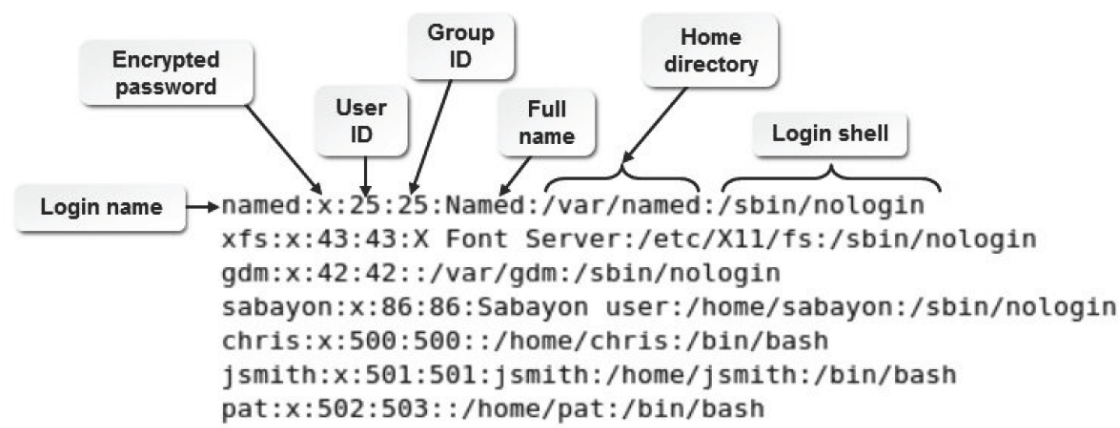 Group
ID
Home
directory
Encrypted
password
User
ID
Full
name
Login shell
Login name
named:x:25:25:Named:/var/named:/sbin/nologin
xfs:x:43:43:X Font Server:/etc/X11/fs:/sbin/nologin
gdm:x:42:42::/var/gdm:/sbin/nologin
sabayon:x:86:86:Sabayon user:/home/sabayon:/sbin/nologin
chris:x:500:500::/home/chris:/bin/bash
jsmith:x:501:501:jsmith:/home/jsmith:/bin/bash
pat:x:502:503::/home/pat:/bin/bash